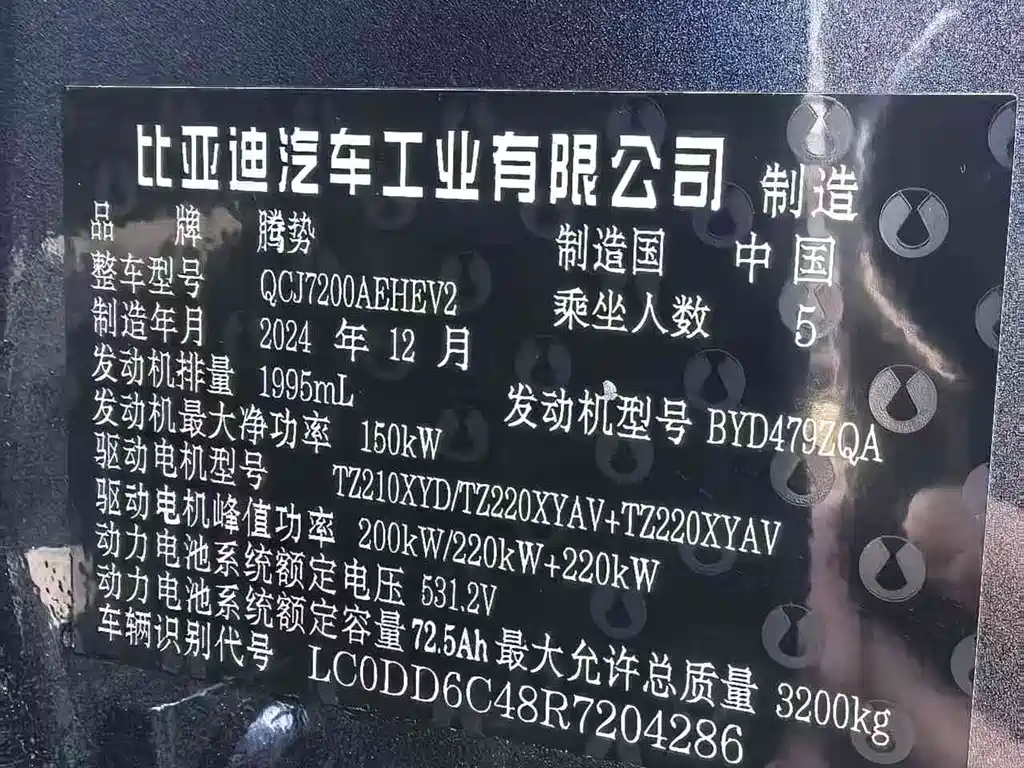 比亚迪汽车工业有限公司 制造
品牌 腾势 制造国 中国
整车型号 QCJ7200AEHEV2 乘坐人数 5
制造年月 2024 年 12 月
发动机排量 1995mL 发动机型号 BYD479ZQA
发动机最大净功率 150kW
驱动电机型号 TZ210XYD/TZ220XYAV+TZ220XYAV
驱动电机峰值功率 200kW/220kW+220kW
动力电池系统额定电压 531.2V
动力电池系统额定容量 72.5Ah 最大允许总质量 3200kg
车辆识别代号 LC0DD6C48R7204286